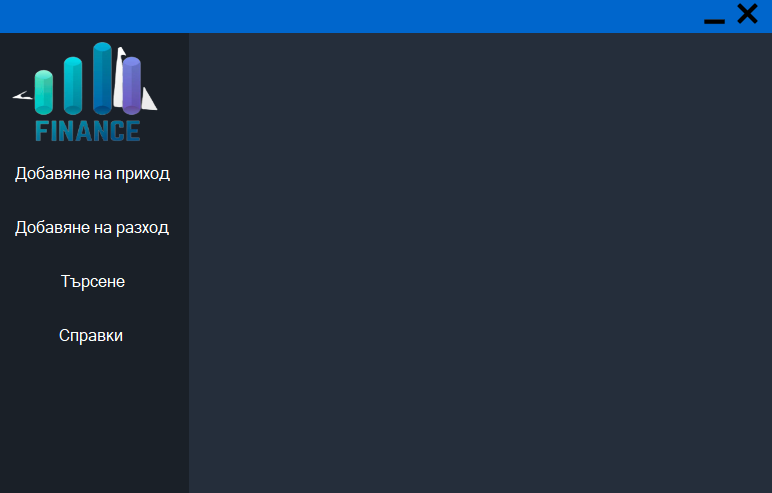 FINANCE
Добавяне на приход
Добавяне на разход
Търсене
Справки